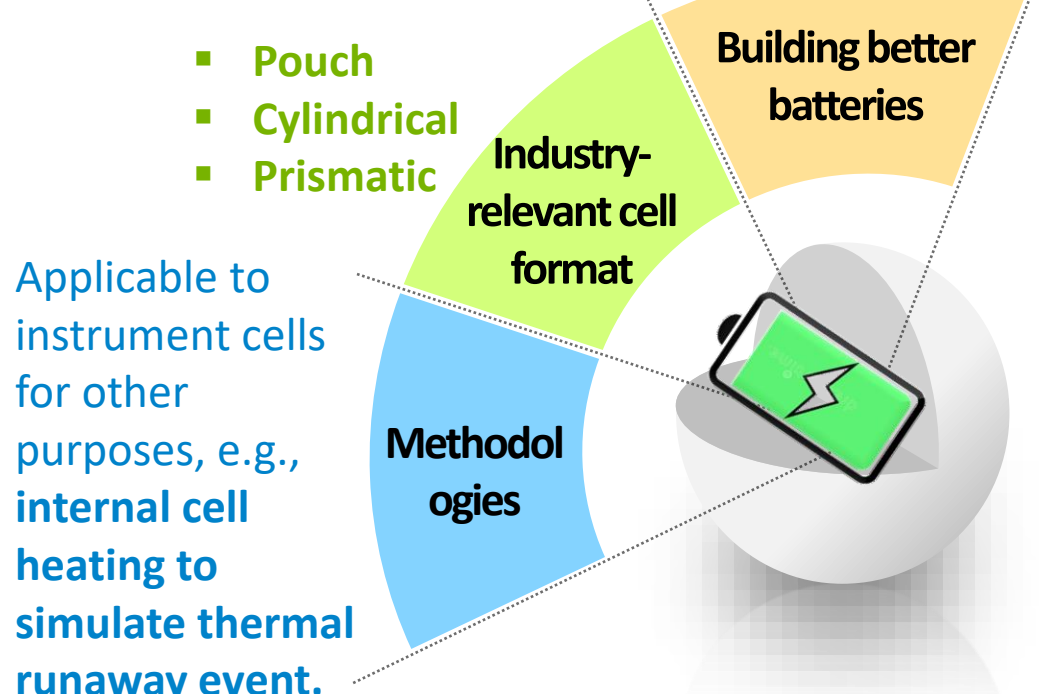 Building better
batteries
▪ Pouch
▪ Cylindrical
▪ Prismatic
Industry-
relevant cell
format
Applicable to
instrument cells
for other
purposes, e.g.,
internal cell
heating to
simulate thermal
runaway event.
Methodol
ogies